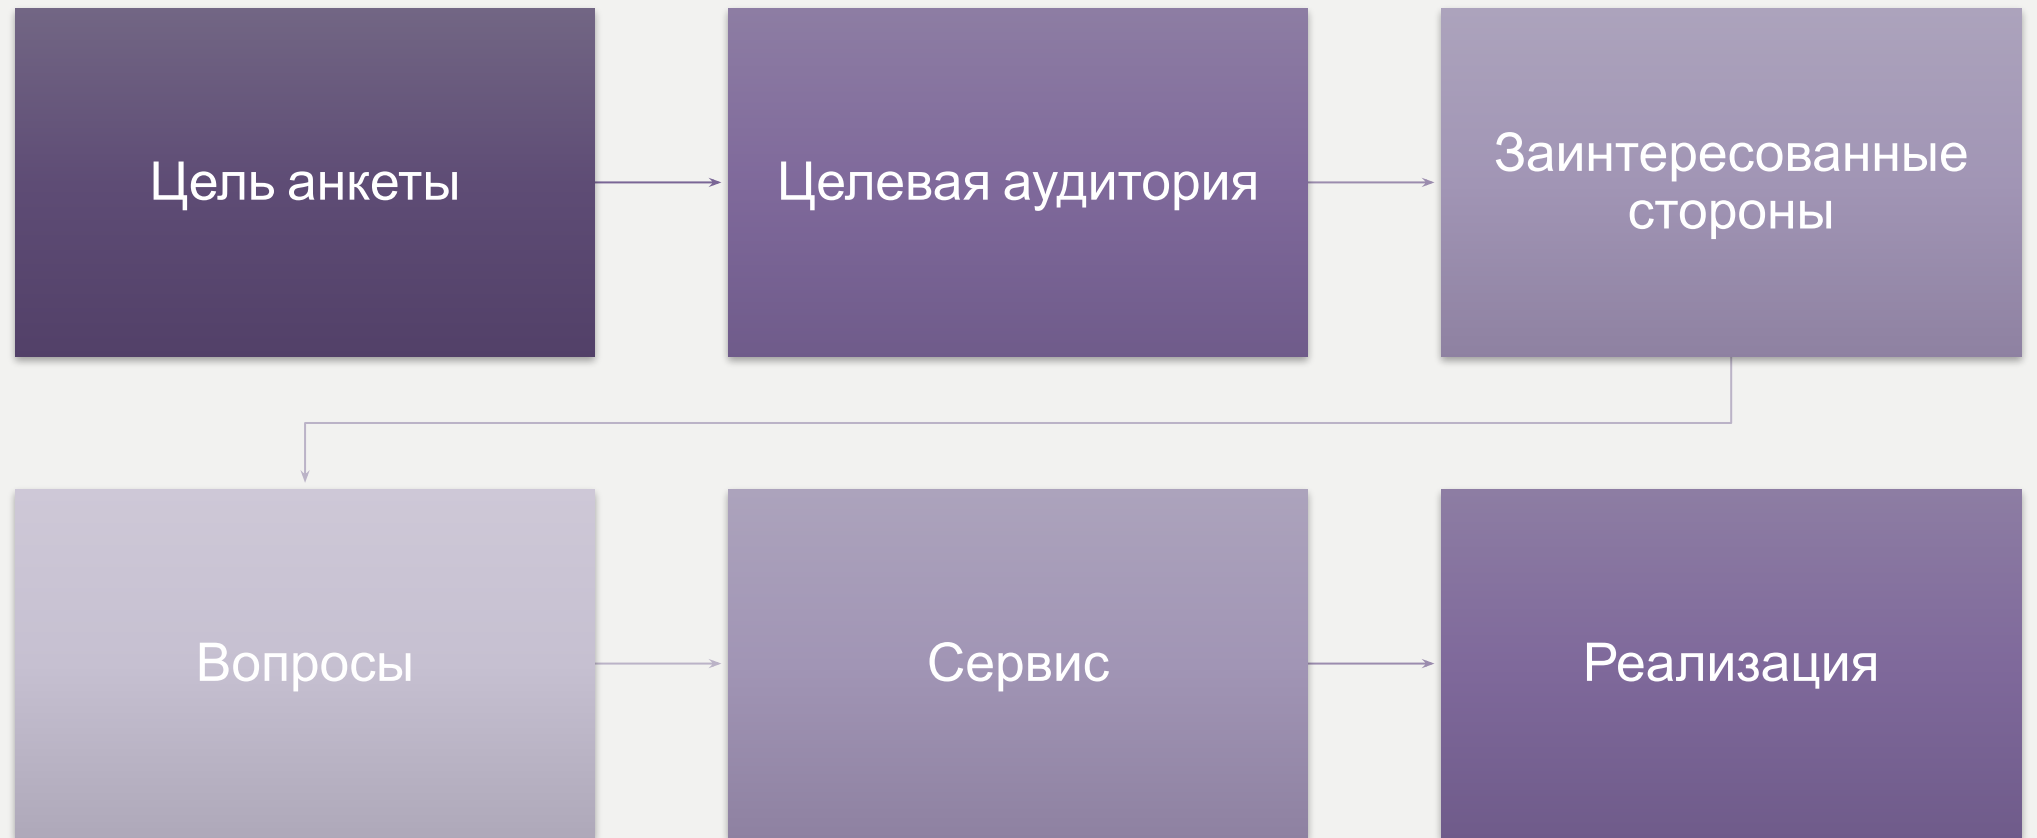 Цель анкеты
Целевая аудитория
Заинтересованные
стороны
Вопросы
Сервис
Реализация